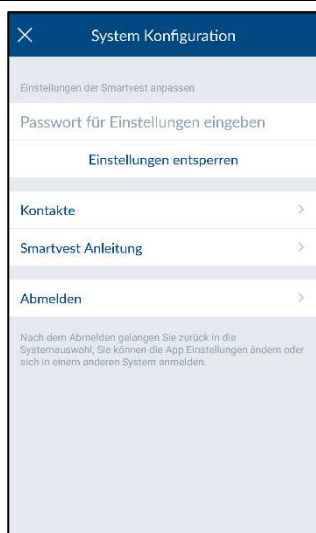 System Konfiguration
Einstellungen der Smartvest anpassen.
Passwort für Einstellungen eingeben
Einstellungen entsperren
Kontakte
Smartvest Anleitung
Abmelden
Nach dem Abmelden gelangen Sie zurück in die
Systemauswahl; Sie können die App Einstellungen ändern oder
sich in einem anderen System anmelden.